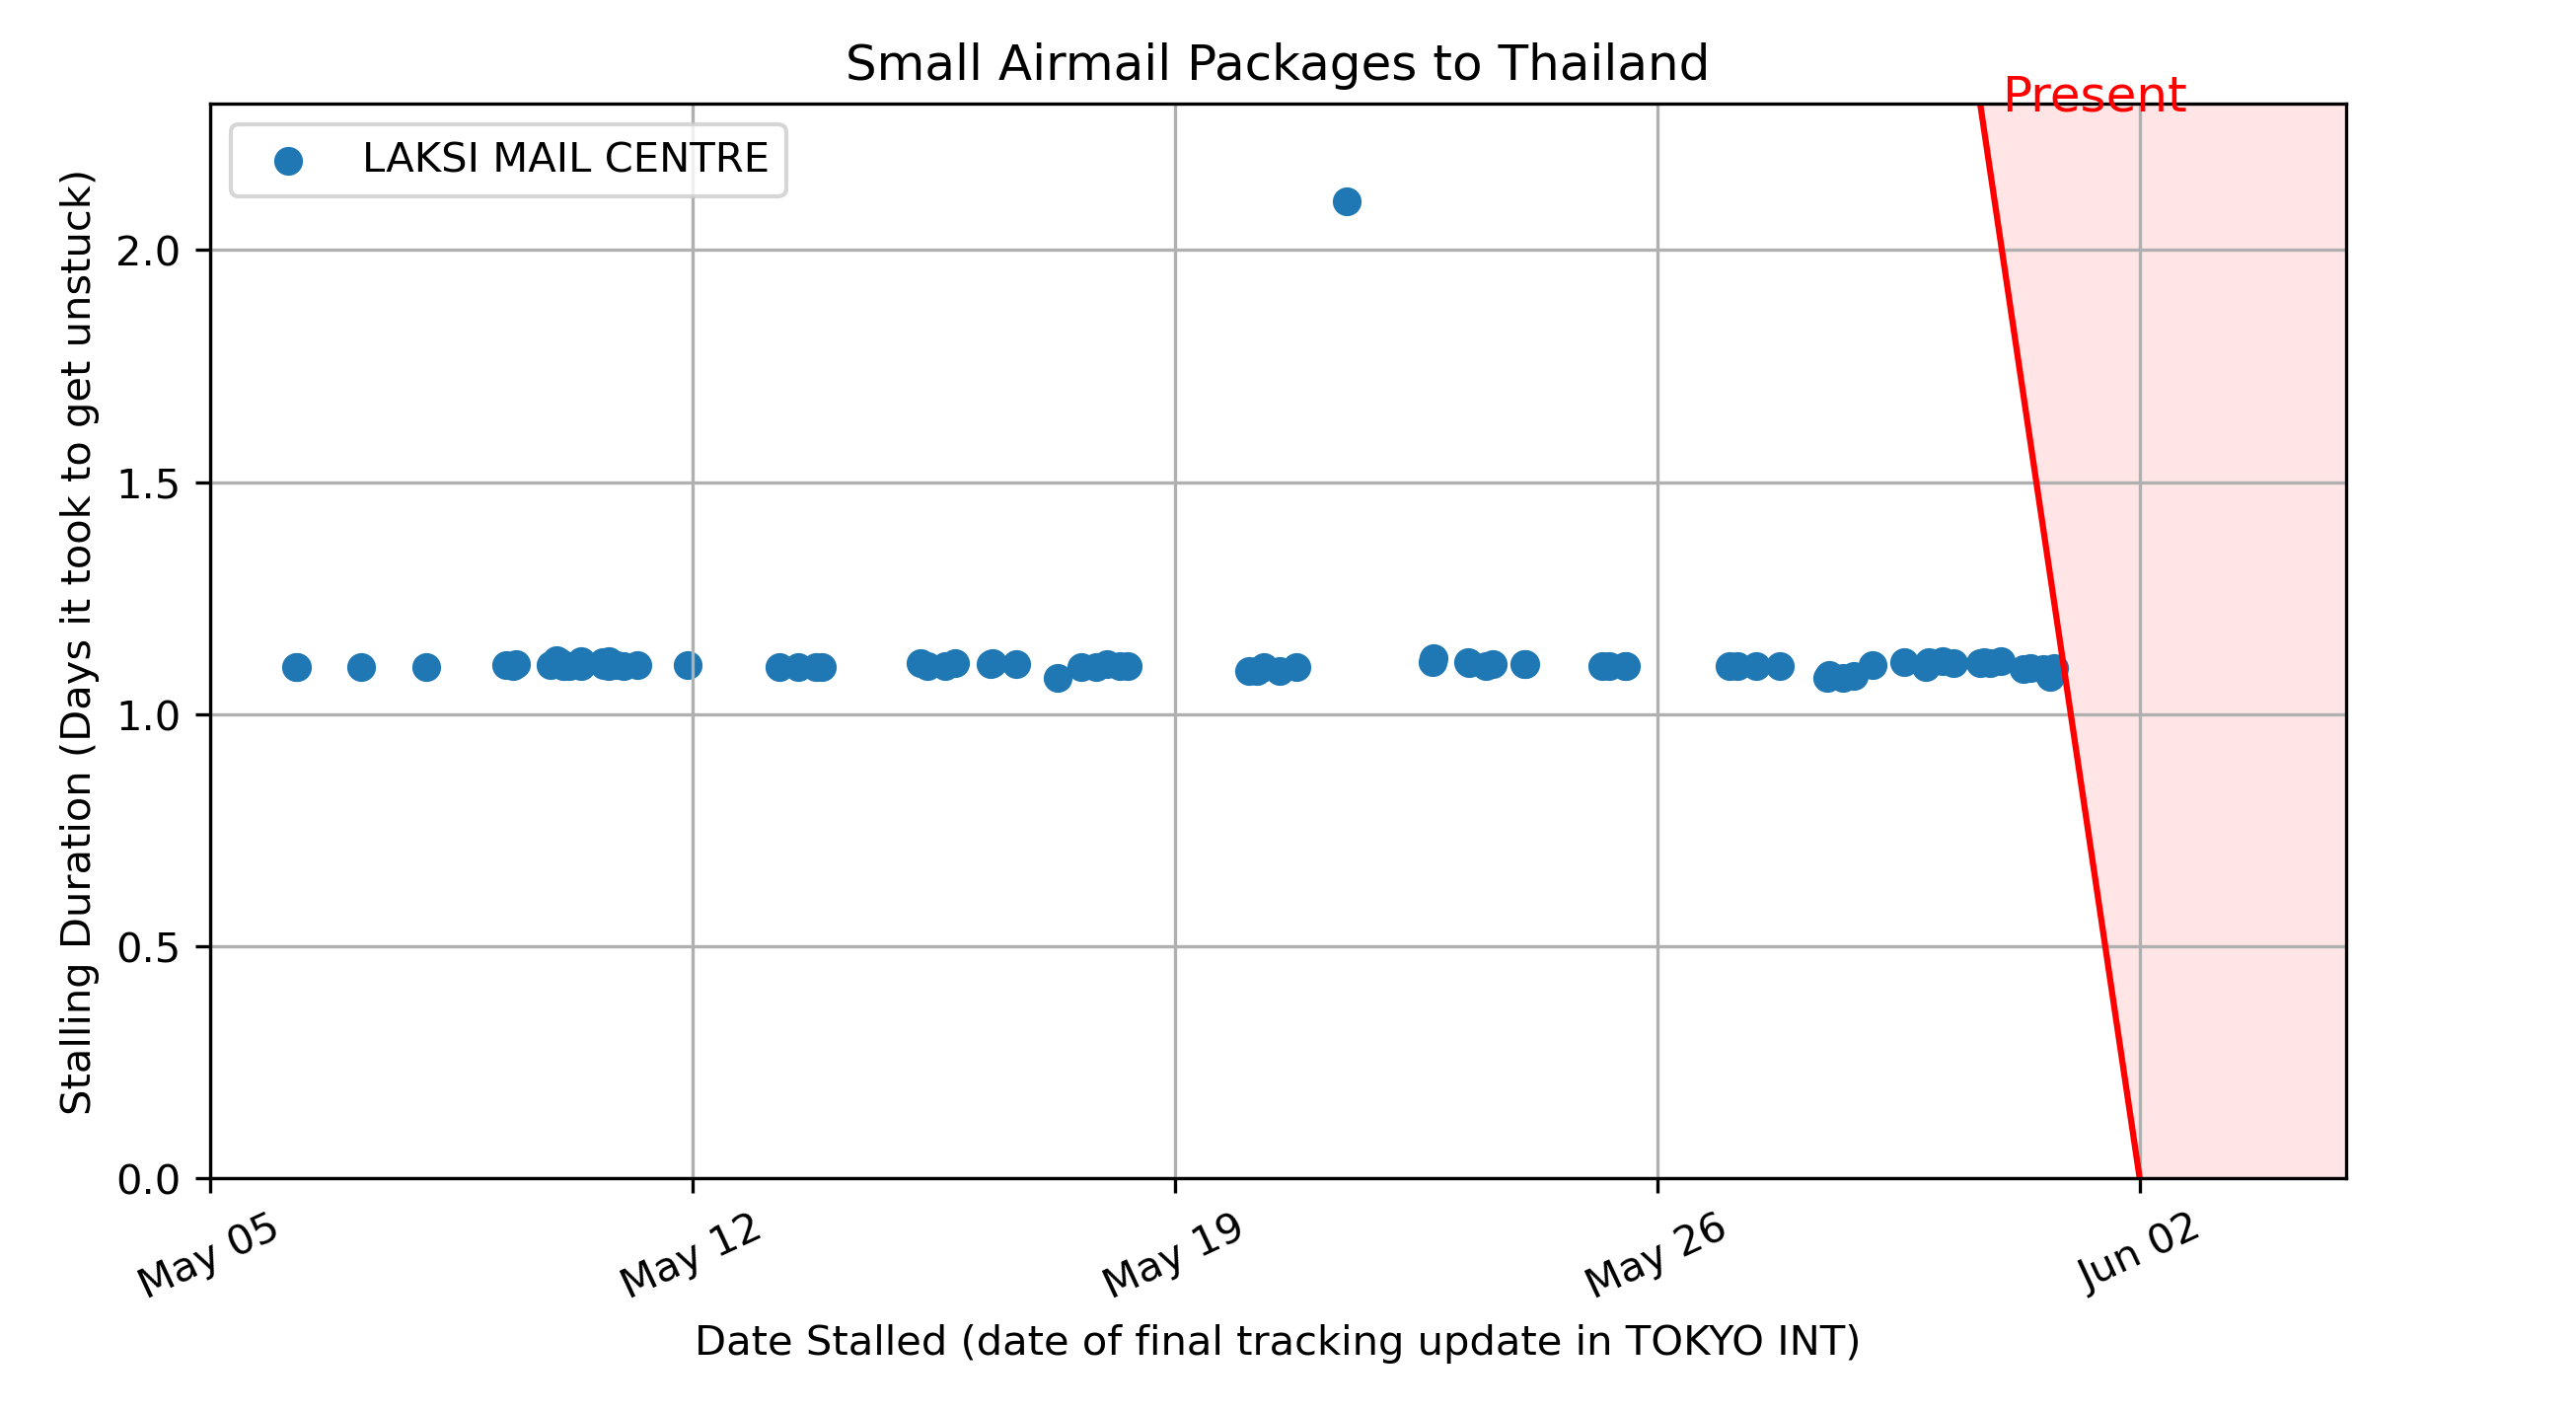 Small Airmail Packages to Thailand
Present
LAKSI MAIL CENTRE
Stalling Duration (Days it took to get unstuck)
2.0
1.5
1.0
0.5
0.0
May 05
May 12
May 19
May 26
Jun 02
Date Stalled (date of final tracking update in TOKYO INT)